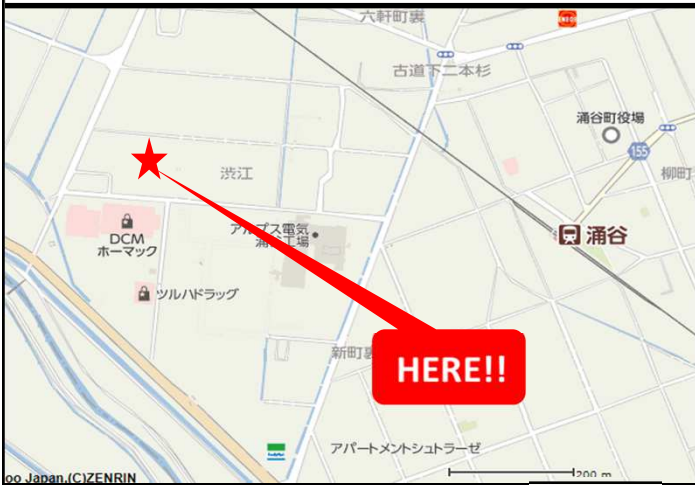 六軒町裏
ENEOS
古道下二本杉
涌谷町役場
155
柳町
渋江
DCM
ホーマック
アルプス電気
涌谷工場
涌谷
ツルハドラッグ
新町裏
HERE!!
アパートメントシュトラーゼ
200 m
oo Japan,(C)ZENRIN